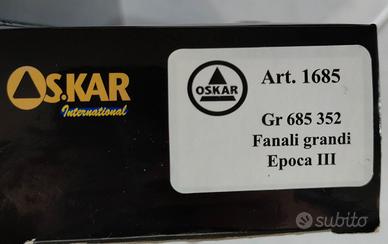 OS.KAR
International
OSKAR
Art. 1685
Gr 685 352
Fanali grandi
Epoca III
subito